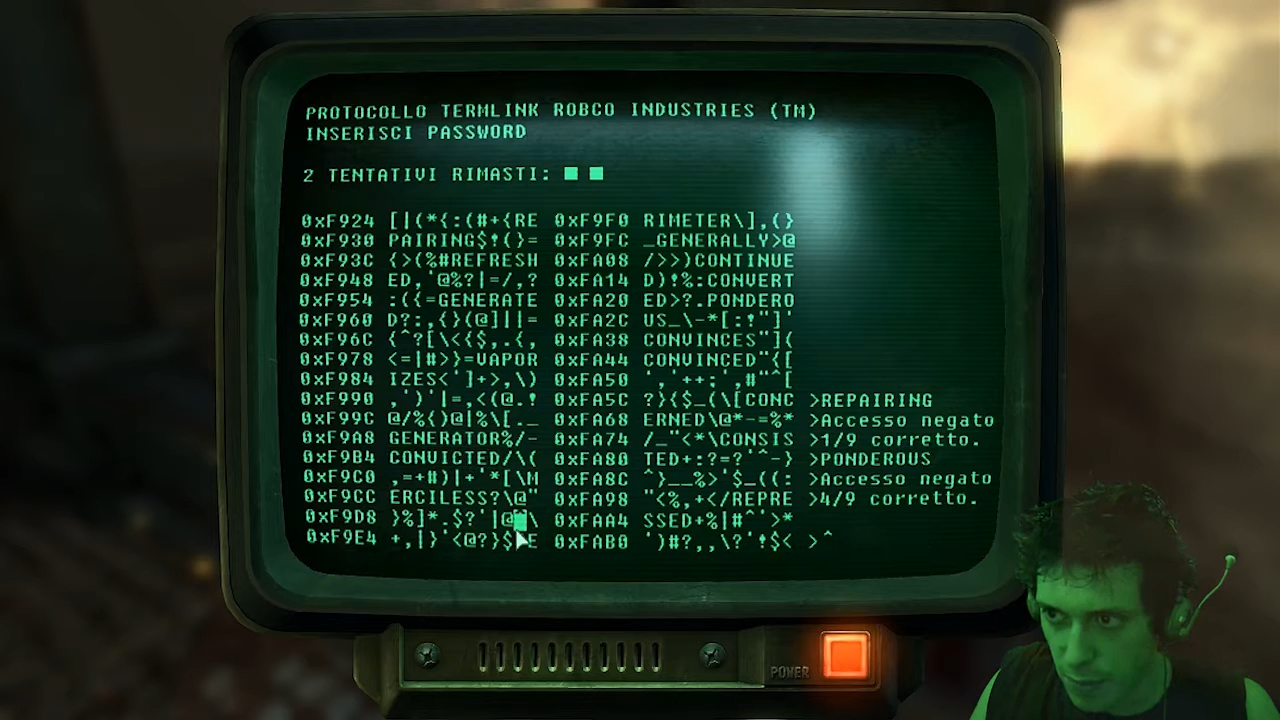 PROTOCOLLO TERMLINK ROBCO INDUSTRIES (TM)
INSERISCI PASSWORD
2 TENTATIVI RIMASTI: ■ ■
0xF924 [|(*{:(#+{RE 0xF9F0 RIMETER\],(}
0xF930 PAIRING$!(}= 0xF9FC _GENERALLY>@
0xF93C {>(%#REFRESH 0xFA08 />>)CONTINUE
0xF948 ED,'@%?|=/,? 0xFA14 D)!%:CONVERT
0xF954 :({=GENERATE 0xFA20 ED>?.PONDERO
0xF960 D?:,{}(@]||= 0xFA2C US_\-*[:!"]'
0xF96C {^?[\<{$,.{, 0xFA38 CONVINCES"](
0xF978 <=|#>}=VAPOR 0xFA44 CONVINCED"{[
0xF984 IZES<']+>,\) 0xFA50 ','++:',#"^[
0xF990 ,')'|=,<(@.! 0xFA5C ?}{$_(\[CONC >REPAIRING
0xF99C @/%{)@|%\[._ 0xFA68 ERNED\@*-=%* >Accesso negato
0xF9A8 GENERATOR%/- 0xFA74 /_"<*\CONSIS >1/9 corretto.
0xF9B4 CONVICTED/\( 0xFA80 TED+:?=?'^-} >PONDEROUS
0xF9C0 ,=+#)|+'*[\M 0xFA8C ^}__%>'$_((: >Accesso negato
0xF9CC ERCILESS?\@" 0xFA98 "<%,+</REPRE >4/9 corretto.
0xF9D8 }%]*.$?'|@ \ 0xFAA4 SSED+%|#^'>*
0xF9E4 +,|}'<@?}$ E 0xFAB0 ')#?,,\?'!$< >^
POWER